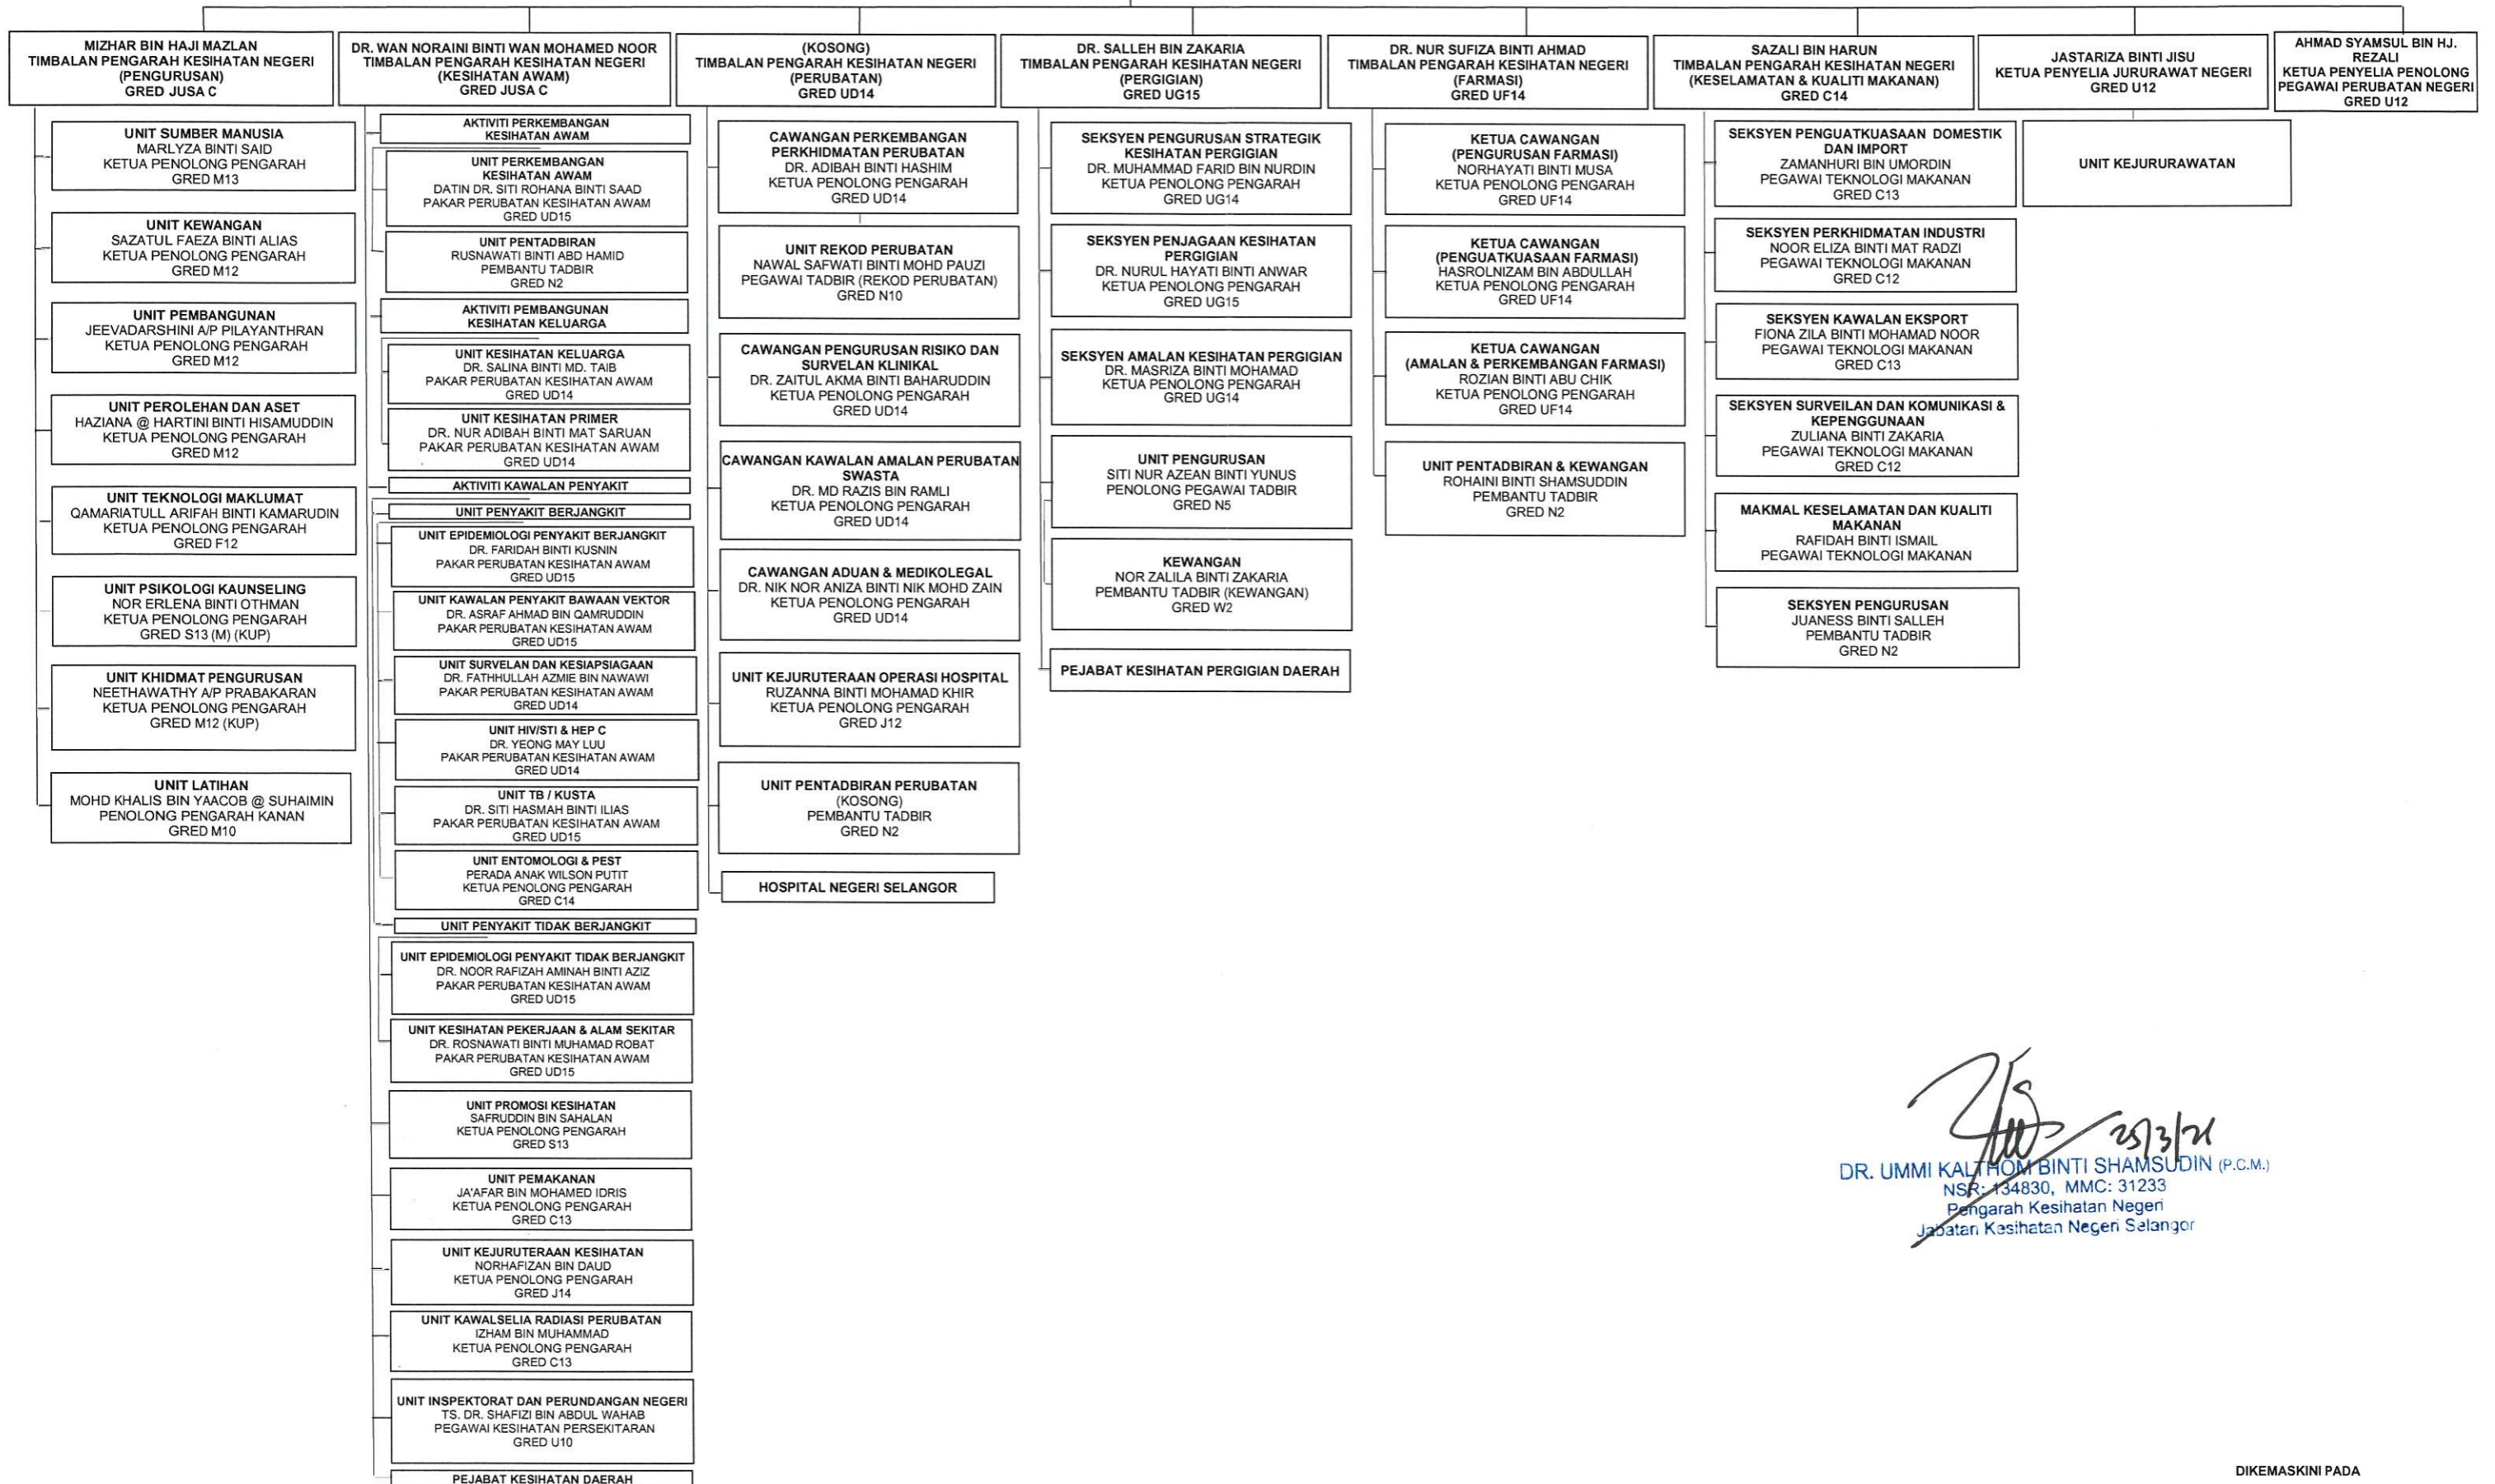 MIZHAR BIN HAJI MAZLAN
TIMBALAN PENGARAH KESIHATAN NEGERI
(PENGURUSAN)
GRED JUSA C
UNIT SUMBER MANUSIA
MARLYZA BINTI SAID
KETUA PENOLONG PENGARAH
GRED M13
UNIT KEWANGAN
SAZATUL FAEZA BINTI ALIAS
KETUA PENOLONG PENGARAH
GRED M12
UNIT PEMBANGUNAN
JEEVADARSHINI A/P PILAYANTHRAN
KETUA PENOLONG PENGARAH
GRED M12
UNIT PEROLEHAN DAN ASET
HAZIANA @ HARTINI BINTI HISAMUDDIN
KETUA PENOLONG PENGARAH
GRED M12
UNIT TEKNOLOGI MAKLUMAT
QAMARIATULL ARIFAH BINTI KAMARUDIN
KETUA PENOLONG PENGARAH
GRED F12
UNIT PSIKOLOGI KAUNSELING
NOR ERLENA BINTI OTHMAN
KETUA PENOLONG PENGARAH
GRED S13 (M) (KUP)
UNIT KHIDMAT PENGURUSAN
NEETHAWATHY A/P PRABAKARAN
KETUA PENOLONG PENGARAH
GRED M12 (KUP)
UNIT LATIHAN
MOHD KHALIS BIN YAACOB @ SUHAIMIN
PENOLONG PENGARAH KANAN
GRED M10
DR. WAN NORAINI BINTI WAN MOHAMED NOOR
TIMBALAN PENGARAH KESIHATAN NEGERI
(KESIHATAN AWAM)
GRED JUSA C
AKTIVITI PERKEMBANGAN
KESIHATAN AWAM
UNIT PERKEMBANGAN
KESIHATAN AWAM
DATIN DR. SITI ROHANA BINTI SAAD
PAKAR PERUBATAN KESIHATAN AWAM
GRED UD15
UNIT PENTADBIRAN
RUSNAWATI BINTI ABD HAMID
PEMBANTU TADBIR
GRED N2
AKTIVITI PEMBANGUNAN
KESIHATAN KELUARGA
UNIT KESIHATAN KELUARGA
DR. SALINA BINTI MD. TAIB
PAKAR PERUBATAN KESIHATAN AWAM
GRED UD14
UNIT KESIHATAN PRIMER
DR. NUR ADIBAH BINTI MAT SARUAN
PAKAR PERUBATAN KESIHATAN AWAM
GRED UD14
AKTIVITI KAWALAN PENYAKIT
UNIT PENYAKIT BERJANGKIT
UNIT EPIDEMIOLOGI PENYAKIT BERJANGKIT
DR. FARIDAH BINTI KUSNIN
PAKAR PERUBATAN KESIHATAN AWAM
GRED UD15
UNIT KAWALAN PENYAKIT BAWAAN VEKTOR
DR. ASRAF AHMAD BIN QAMRUDDIN
PAKAR PERUBATAN KESIHATAN AWAM
GRED UD15
UNIT SURVELAN DAN KESIAPSIAGAAN
DR. FATHHULLAH AZMIE BIN NAWAWI
PAKAR PERUBATAN KESIHATAN AWAM
GRED UD14
UNIT HIV/STI & HEP C
DR. YEONG MAY LUU
PAKAR PERUBATAN KESIHATAN AWAM
GRED UD14
UNIT TB / KUSTA
DR. SITI HASMAH BINTI ILIAS
PAKAR PERUBATAN KESIHATAN AWAM
GRED UD15
UNIT ENTOMOLOGI & PEST
PERADA ANAK WILSON PUTIT
KETUA PENOLONG PENGARAH
GRED C14
UNIT PENYAKIT TIDAK BERJANGKIT
UNIT EPIDEMIOLOGI PENYAKIT TIDAK BERJANGKIT
DR. NOOR RAFIZAH AMINAH BINTI AZIZ
PAKAR PERUBATAN KESIHATAN AWAM
GRED UD15
UNIT KESIHATAN PEKERJAAN & ALAM SEKITAR
DR. ROSNAWATI BINTI MUHAMAD ROBAT
PAKAR PERUBATAN KESIHATAN AWAM
GRED UD15
UNIT PROMOSI KESIHATAN
SAFRUDDIN BIN SAHALAN
KETUA PENOLONG PENGARAH
GRED S13
UNIT PEMAKANAN
JA'AFAR BIN MOHAMED IDRIS
KETUA PENOLONG PENGARAH
GRED C13
UNIT KEJURUTERAAN KESIHATAN
NORHAFIZAN BIN DAUD
KETUA PENOLONG PENGARAH
GRED J14
UNIT KAWALSELIA RADIASI PERUBATAN
IZHAM BIN MUHAMMAD
KETUA PENOLONG PENGARAH
GRED C13
UNIT INSPEKTORAT DAN PERUNDANGAN NEGERI
TS. DR. SHAFIZI BIN ABDUL WAHAB
PEGAWAI KESIHATAN PERSEKITARAN
GRED U10
PEJABAT KESIHATAN DAERAH
(KOSONG)
TIMBALAN PENGARAH KESIHATAN NEGERI
(PERUBATAN)
GRED UD14
CAWANGAN PERKEMBANGAN
PERKHIDMATAN PERUBATAN
DR. ADIBAH BINTI HASHIM
KETUA PENOLONG PENGARAH
GRED UD14
UNIT REKOD PERUBATAN
NAWAL SAFWATI BINTI MOHD PAUZI
PEGAWAI TADBIR (REKOD PERUBATAN)
GRED N10
CAWANGAN PENGURUSAN RISIKO DAN
SURVELAN KLINIKAL
DR. ZAITUL AKMA BINTI BAHARUDDIN
KETUA PENOLONG PENGARAH
GRED UD14
CAWANGAN KAWALAN AMALAN PERUBATAN
SWASTA
DR. MD RAZIS BIN RAMLI
KETUA PENOLONG PENGARAH
GRED UD14
CAWANGAN ADUAN & MEDIKOLEGAL
DR. NIK NOR ANIZA BINTI NIK MOHD ZAIN
KETUA PENOLONG PENGARAH
GRED UD14
UNIT KEJURUTERAAN OPERASI HOSPITAL
RUZANNA BINTI MOHAMAD KHIR
KETUA PENOLONG PENGARAH
GRED J12
UNIT PENTADBIRAN PERUBATAN
(KOSONG)
PEMBANTU TADBIR
GRED N2
HOSPITAL NEGERI SELANGOR
DR. SALLEH BIN ZAKARIA
TIMBALAN PENGARAH KESIHATAN NEGERI
(PERGIGIAN)
GRED UG15
SEKSYEN PENGURUSAN STRATEGIK
KESIHATAN PERGIGIAN
DR. MUHAMMAD FARID BIN NURDIN
KETUA PENOLONG PENGARAH
GRED UG14
SEKSYEN PENJAGAAN KESIHATAN
PERGIGIAN
DR. NURUL HAYATI BINTI ANWAR
KETUA PENOLONG PENGARAH
GRED UG15
SEKSYEN AMALAN KESIHATAN PERGIGIAN
DR. MASRIZA BINTI MOHAMAD
KETUA PENOLONG PENGARAH
GRED UG14
UNIT PENGURUSAN
SITI NUR AZEAN BINTI YUNUS
PENOLONG PEGAWAI TADBIR
GRED N5
KEWANGAN
NOR ZALILA BINTI ZAKARIA
PEMBANTU TADBIR (KEWANGAN)
GRED W2
PEJABAT KESIHATAN PERGIGIAN DAERAH
DR. NUR SUFIZA BINTI AHMAD
TIMBALAN PENGARAH KESIHATAN NEGERI
(FARMASI)
GRED UF14
KETUA CAWANGAN
(PENGURUSAN FARMASI)
NORHAYATI BINTI MUSA
KETUA PENOLONG PENGARAH
GRED UF14
KETUA CAWANGAN
(PENGUATKUASAAN FARMASI)
HASROLNIZAM BIN ABDULLAH
KETUA PENOLONG PENGARAH
GRED UF14
KETUA CAWANGAN
(AMALAN & PERKEMBANGAN FARMASI)
ROZIAN BINTI ABU CHIK
KETUA PENOLONG PENGARAH
GRED UF14
UNIT PENTADBIRAN & KEWANGAN
ROHAINI BINTI SHAMSUDDIN
PEMBANTU TADBIR
GRED N2
SAZALI BIN HARUN
TIMBALAN PENGARAH KESIHATAN NEGERI
(KESELAMATAN & KUALITI MAKANAN)
GRED C14
SEKSYEN PENGUATKUASAAN DOMESTIK
DAN IMPORT
ZAMANHURI BIN UMORDIN
PEGAWAI TEKNOLOGI MAKANAN
GRED C13
SEKSYEN PERKHIDMATAN INDUSTRI
NOOR ELIZA BINTI MAT RADZI
PEGAWAI TEKNOLOGI MAKANAN
GRED C12
SEKSYEN KAWALAN EKSPORT
FIONA ZILA BINTI MOHAMAD NOOR
PEGAWAI TEKNOLOGI MAKANAN
GRED C13
SEKSYEN SURVEILAN DAN KOMUNIKASI &
KEPENGGUNAAN
ZULIANA BINTI ZAKARIA
PEGAWAI TEKNOLOGI MAKANAN
GRED C12
MAKMAL KESELAMATAN DAN KUALITI
MAKANAN
RAFIDAH BINTI ISMAIL
PEGAWAI TEKNOLOGI MAKANAN
SEKSYEN PENGURUSAN
JUANESS BINTI SALLEH
PEMBANTU TADBIR
GRED N2
JASTARIZA BINTI JISU
KETUA PENYELIA JURURAWAT NEGERI
GRED U12
UNIT KEJURURAWATAN
AHMAD SYAMSUL BIN HJ.
REZALI
KETUA PENYELIA PENOLONG
PEGAWAI PERUBATAN NEGERI
GRED U12
DR. UMMI KALTHOM BINTI SHAMSUDIN (P.C.M.)
NSR: 134830, MMC: 31233
Pengarah Kesihatan Negeri
Jabatan Kesihatan Negeri Selangor
DIKEMASKINI PADA